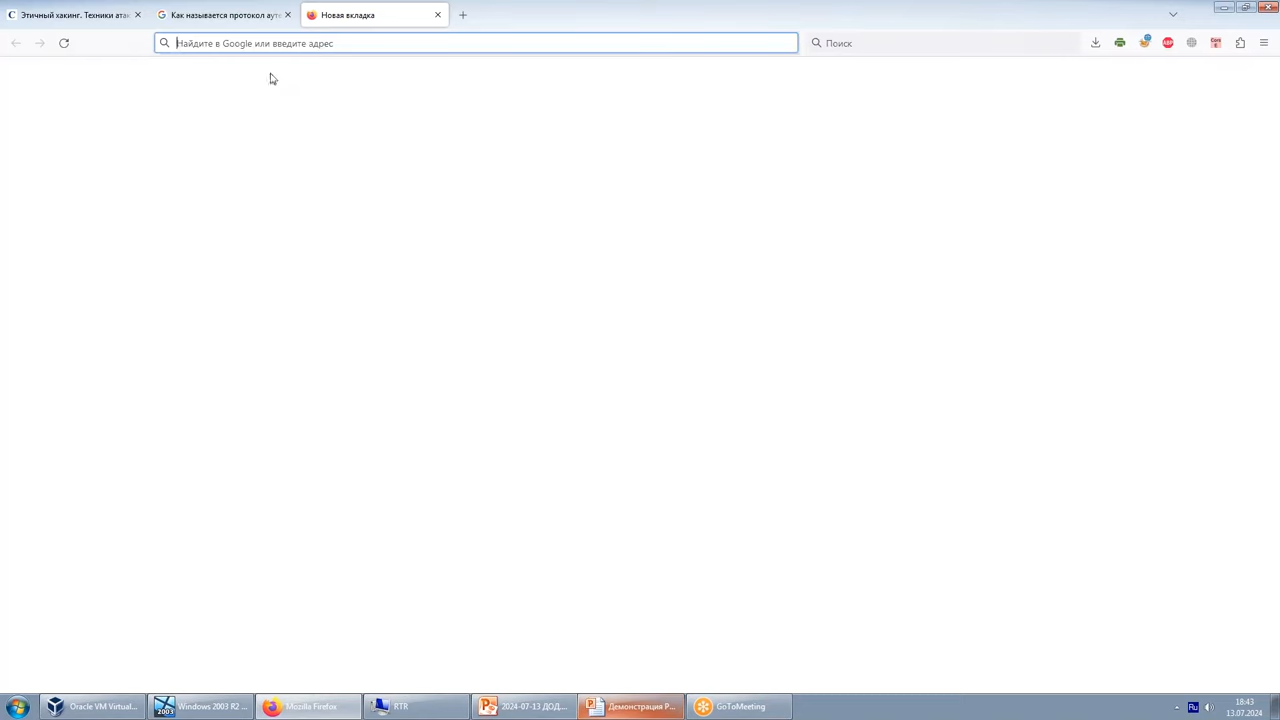 Этичный хакинг. Техники ата
Как называется протокол ауте
Новая вкладка
Найдите в Google или введите адрес
Поиск
Oracle VM Virtual...
Windows 2003 R2 ...
Mozilla Firefox
RTR
2024-07-13 ДОД....
Демонстрация P...
GoToMeeting
Ru
18:43
13.07.2024